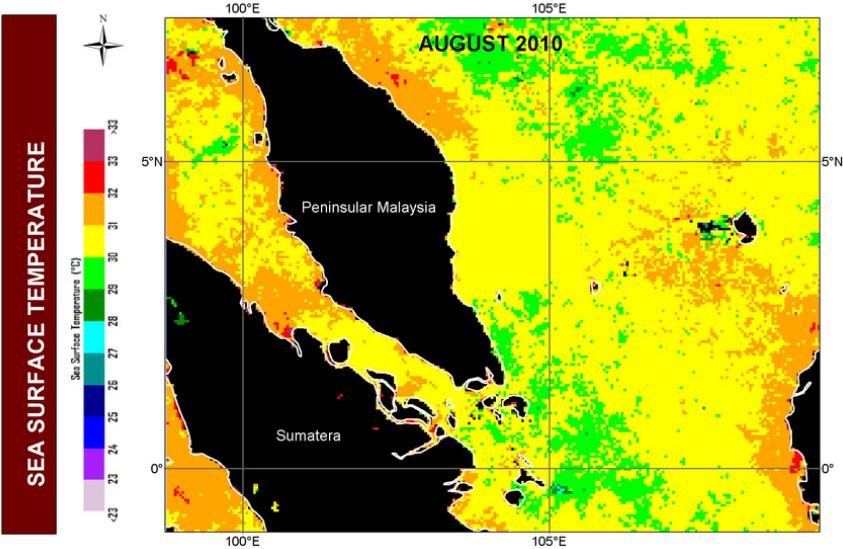 100°E
105°E
AUGUST 2010
N
SEA SURFACE TEMPERATURE
Sea Surface Temperature (°C)
>33
33
32
31
30
29
28
27
26
25
24
23
<23
5°N
5°N
Peninsular Malaysia
Sumatera
0°
0°
100°E
105°E